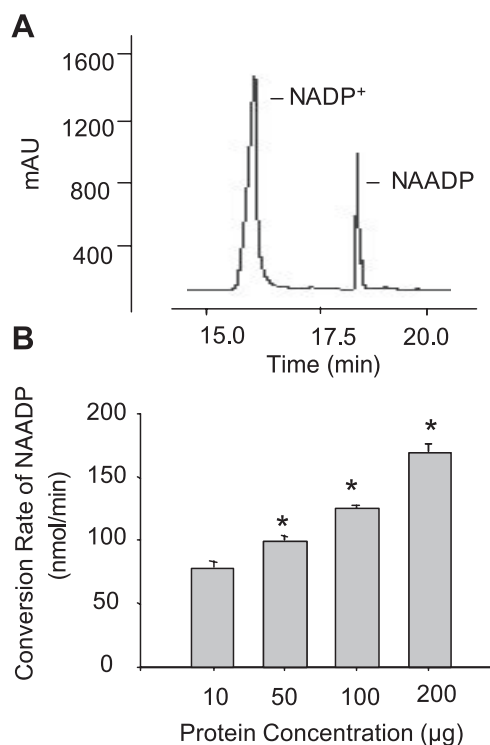 A
1600
1200
800
400
mAU
– NADP⁺
– NAADP
15.0 17.5 20.0
Time (min)
B
Conversion Rate of NAADP
(nmol/min)
200
150
100
50
0
* * *
10 50 100 200
Protein Concentration (µg)